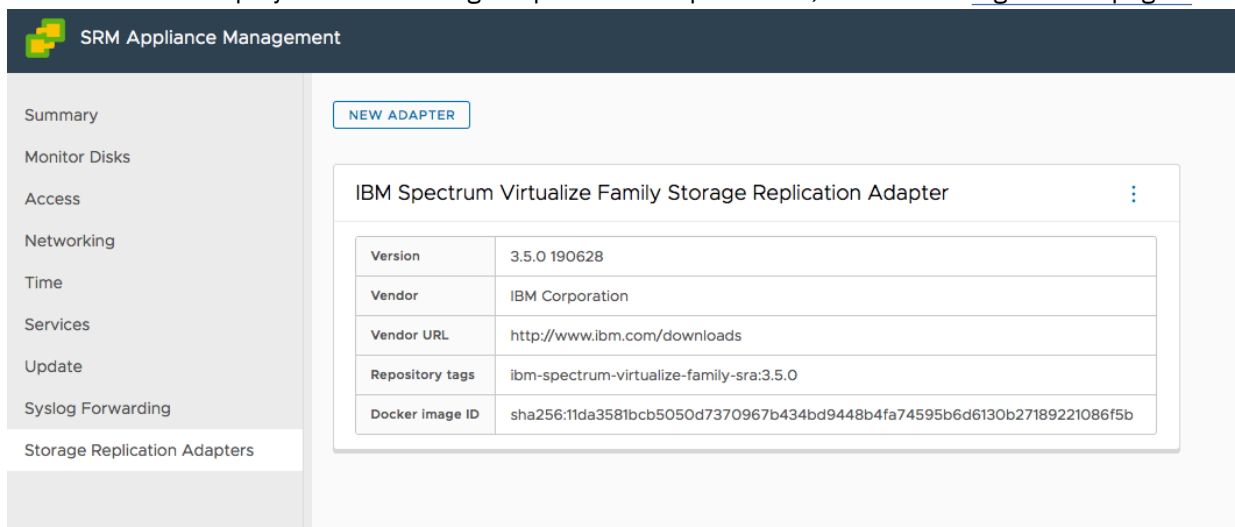 SRM Appliance Management
Summary
Monitor Disks
Access
Networking
Time
Services
Update
Syslog Forwarding
Storage Replication Adapters
NEW ADAPTER
IBM Spectrum Virtualize Family Storage Replication Adapter
Version 3.5.0 190628
Vendor IBM Corporation
Vendor URL http://www.ibm.com/downloads
Repository tags ibm-spectrum-virtualize-family-sra:3.5.0
Docker image ID sha256:11da3581bcb5050d7370967b434bd9448b4fa74595b6d6130b27189221086f5b